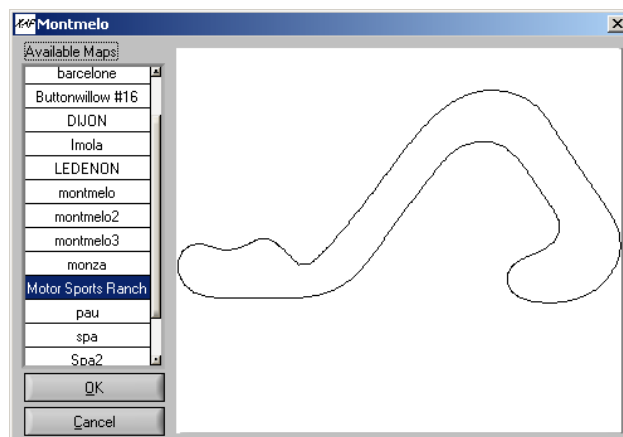 Montmelo
Available Maps
barcelone
Buttonwillow #16
DIJON
Imola
LEDENON
montmelo
montmelo2
montmelo3
monza
Motor Sports Ranch
pau
spa
Spa2
OK
Cancel